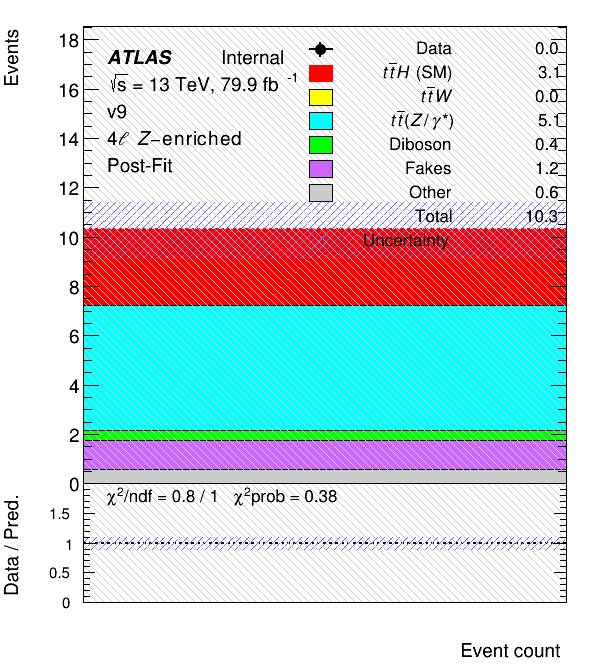 Events
18
16
14
12
10
8
6
4
2
0
ATLAS Internal
√s = 13 TeV, 79.9 fb⁻¹
v9
4ℓ Z−enriched
Post-Fit
Data 0.0
tt̄H (SM) 3.1
tt̄W 0.0
tt̄(Z/γ*) 5.1
Diboson 0.4
Fakes 1.2
Other 0.6
Total 10.3
Uncertainty
χ²/ndf = 0.8 / 1 χ²prob = 0.38
Data / Pred.
1.5
1
0.5
0
Event count